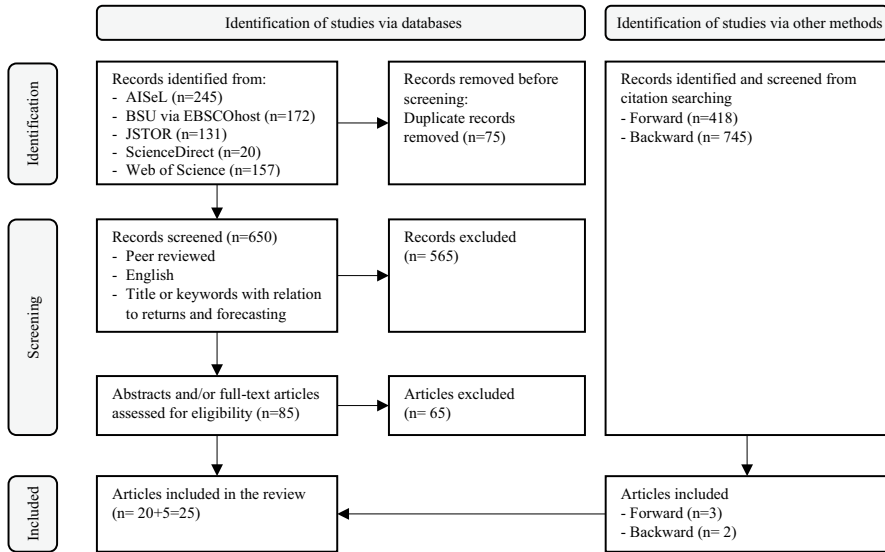 Identification of studies via databases
Identification of studies via other methods
Identification
Records identified from:
- AISeL (n=245)
- BSU via EBSCOhost (n=172)
- JSTOR (n=131)
- ScienceDirect (n=20)
- Web of Science (n=157)
Records removed before
screening:
Duplicate records
removed (n=75)
Records identified and screened from
citation searching
- Forward (n=418)
- Backward (n= 745)
Screening
Records screened (n=650)
- Peer reviewed
- English
- Title or keywords with relation
to returns and forecasting
Records excluded
(n= 565)
Abstracts and/or full-text articles
assessed for eligibility (n=85)
Articles excluded
(n= 65)
Included
Articles included in the review
(n= 20+5=25)
Articles included
- Forward (n=3)
- Backward (n= 2)